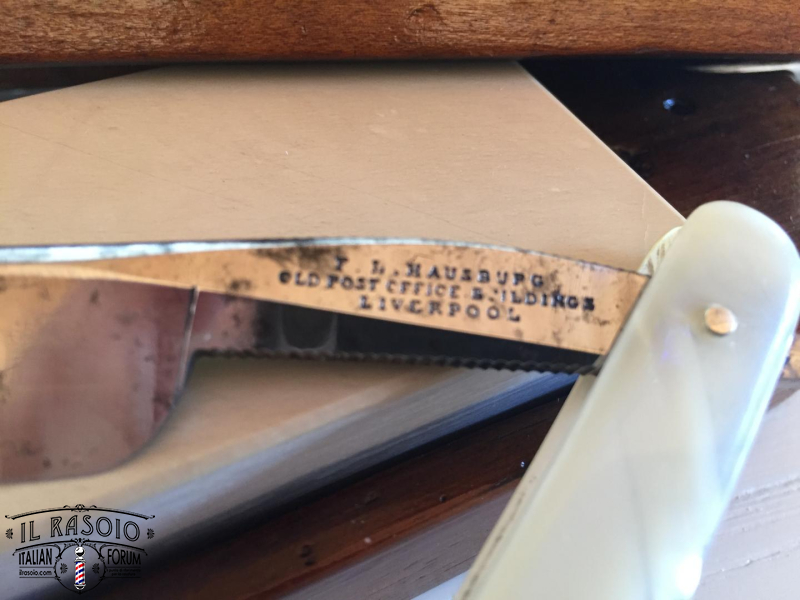 F. L. HAUSBURG
OLD POST OFFICE BUILDINGS
LIVERPOOL
IL RASOIO
ITALIAN FORUM
ilrasoio.com